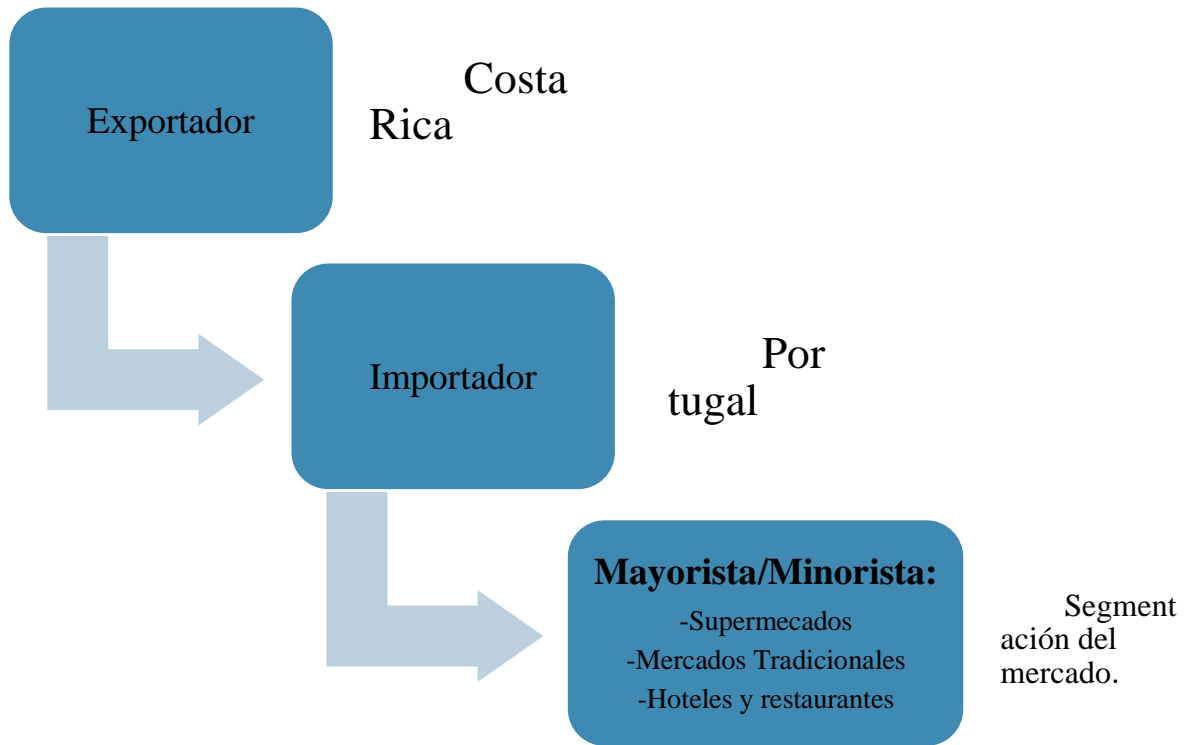 Exportador
Costa
Rica
Importador
Por
tugal
Mayorista/Minorista:
-Supermecados
-Mercados Tradicionales
-Hoteles y restaurantes
Segment
ación del
mercado.